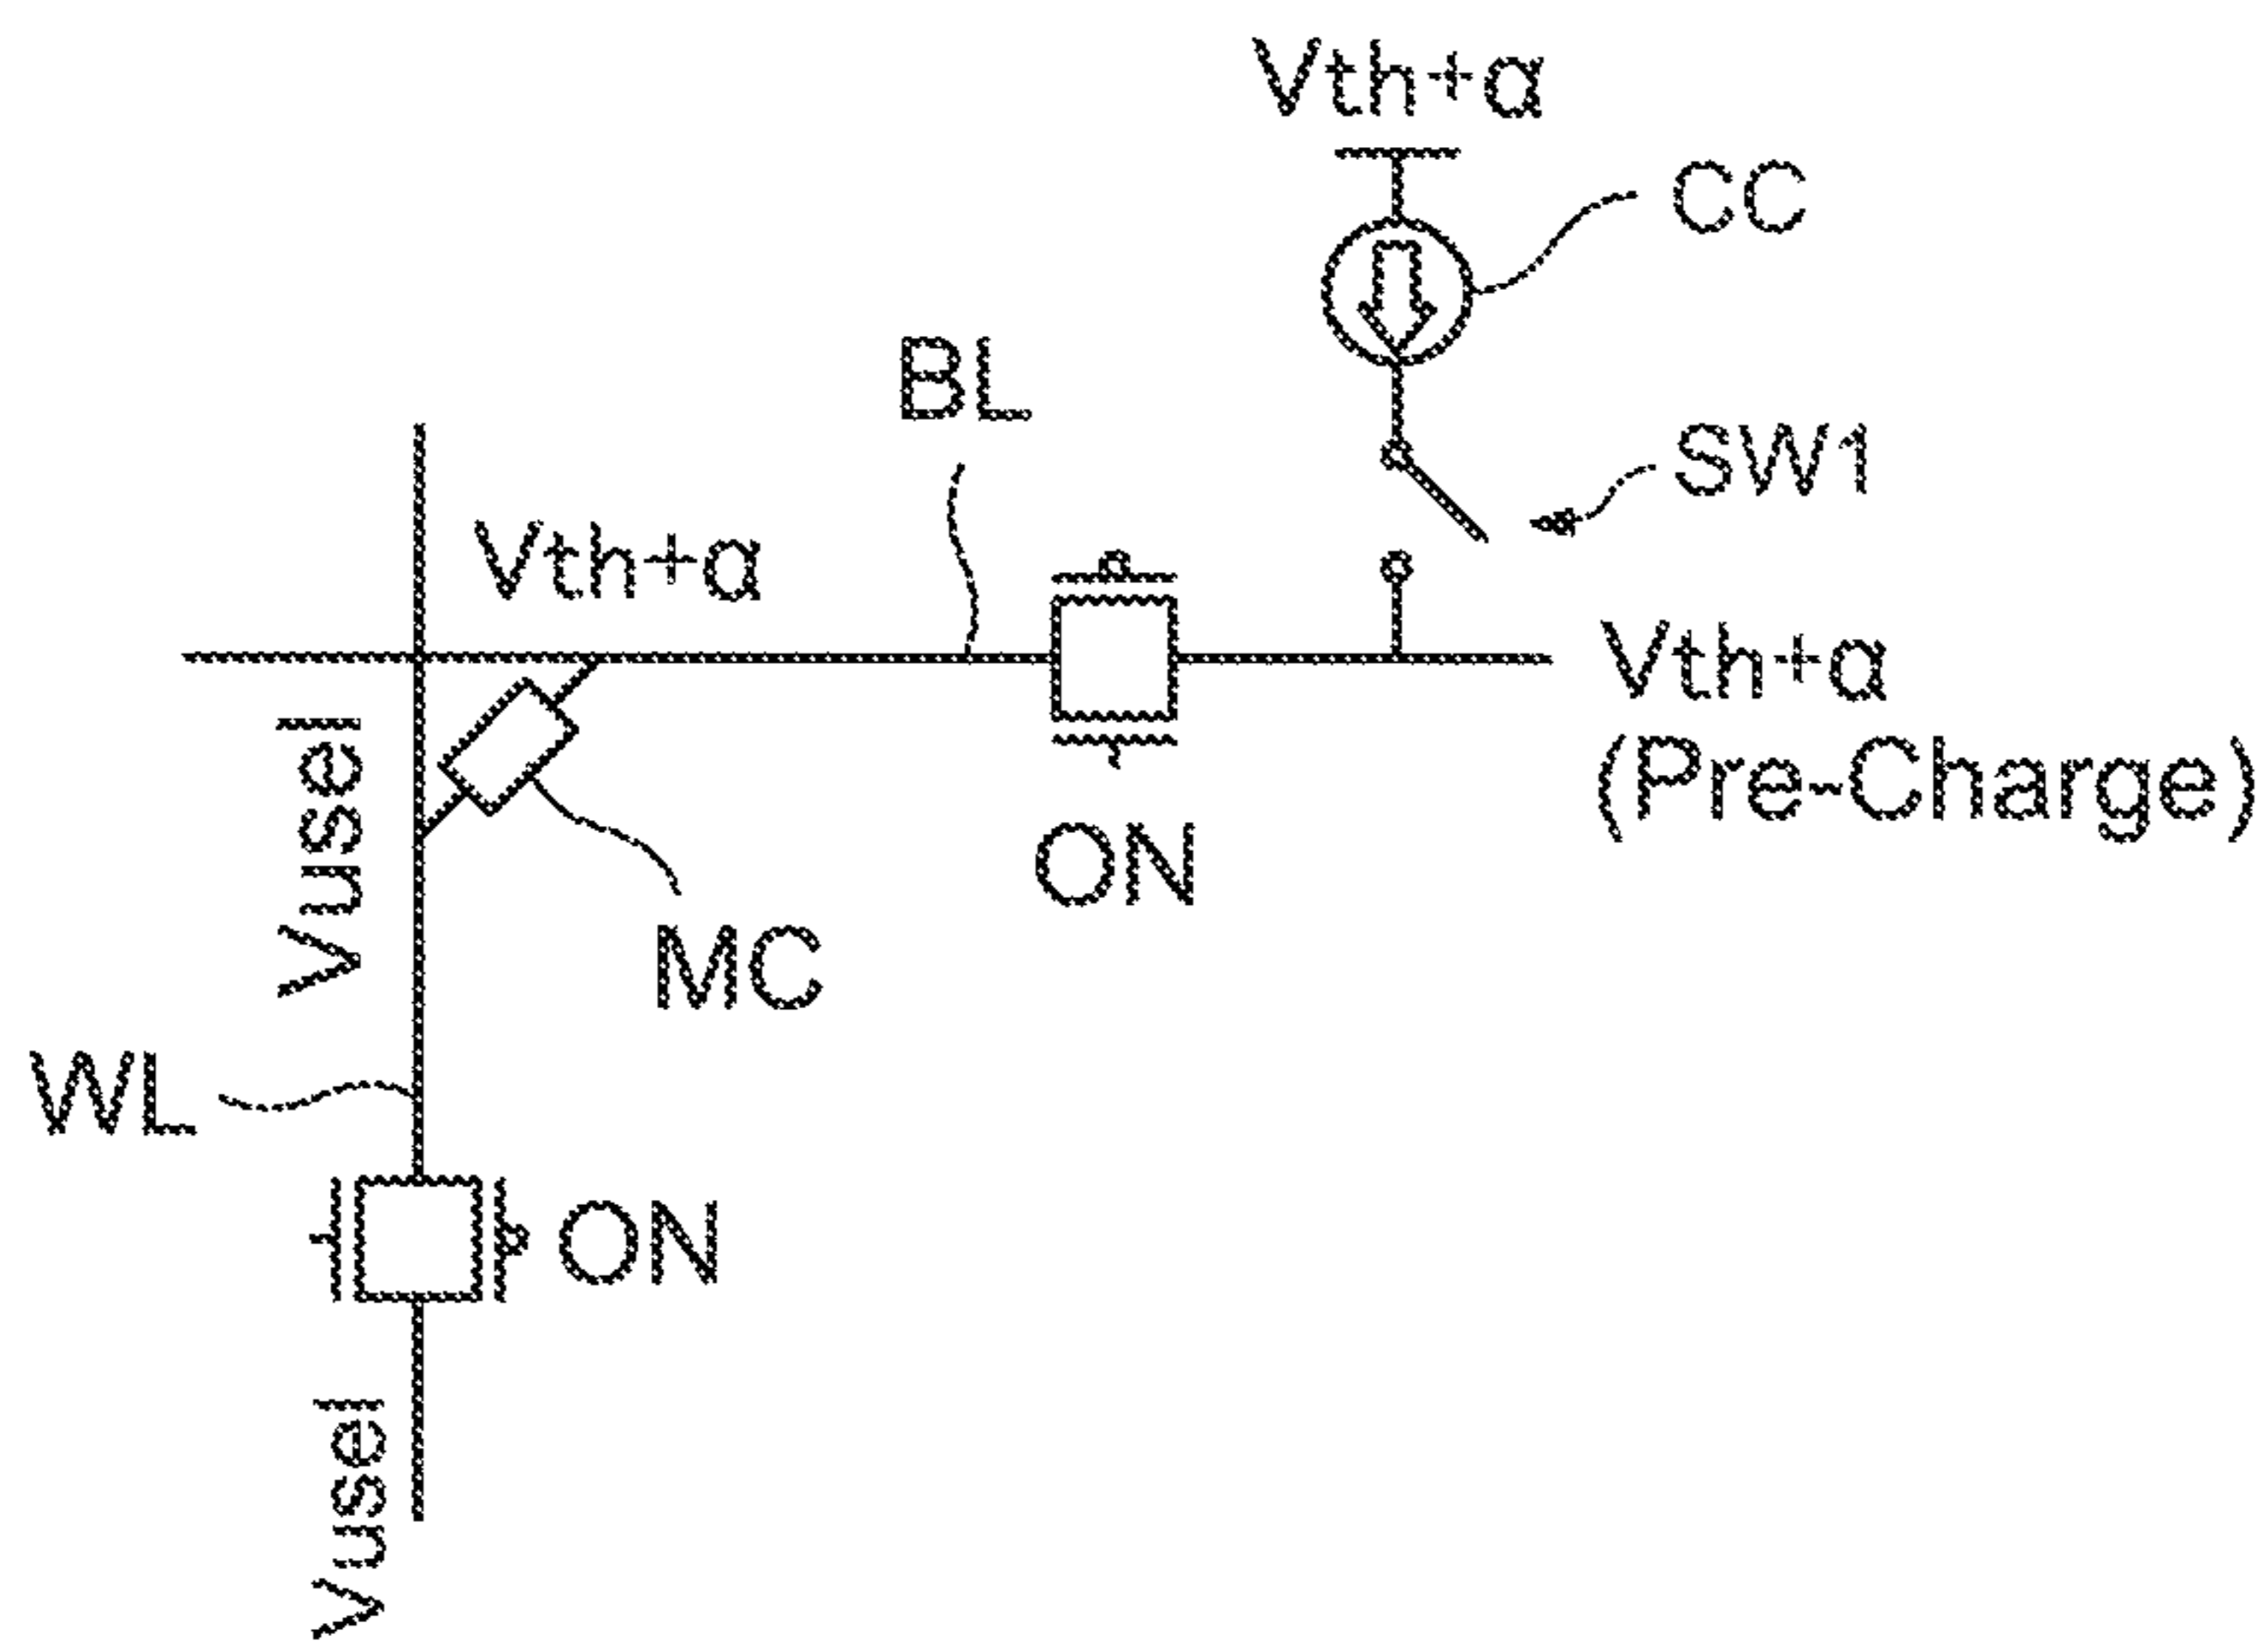 Vth+α
CC
BL
SW1
Vth+α
Vth+α
(Pre-Charge)
Vusel
ON
MC
WL
ON
Vusel